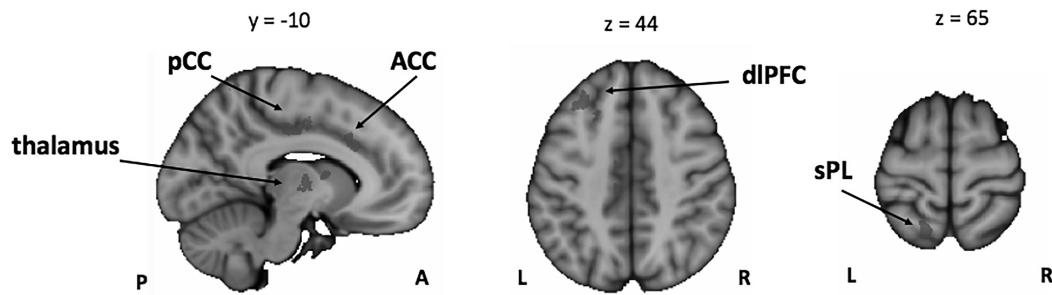 y = -10
z = 44
z = 65
pCC
ACC
dlPFC
thalamus
sPL
P
A
L
R
L
R